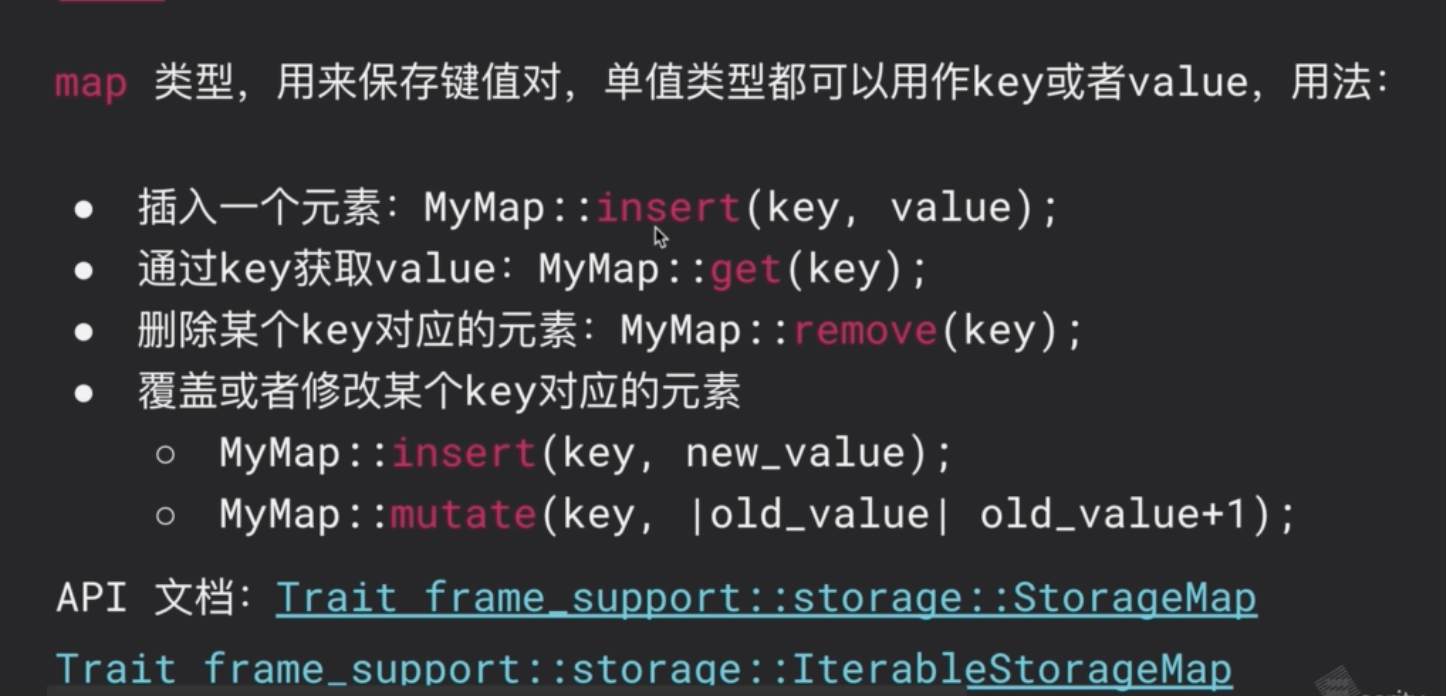 map 类型，用来保存键值对，单值类型都可以用作key或者value，用法：
● 插入一个元素：MyMap::insert(key, value);
● 通过key获取value：MyMap::get(key);
● 删除某个key对应的元素：MyMap::remove(key);
● 覆盖或者修改某个key对应的元素
○ MyMap::insert(key, new_value);
○ MyMap::mutate(key, |old_value| old_value+1);
API 文档：Trait frame_support::storage::StorageMap
Trait frame_support::storage::IterableStorageMap